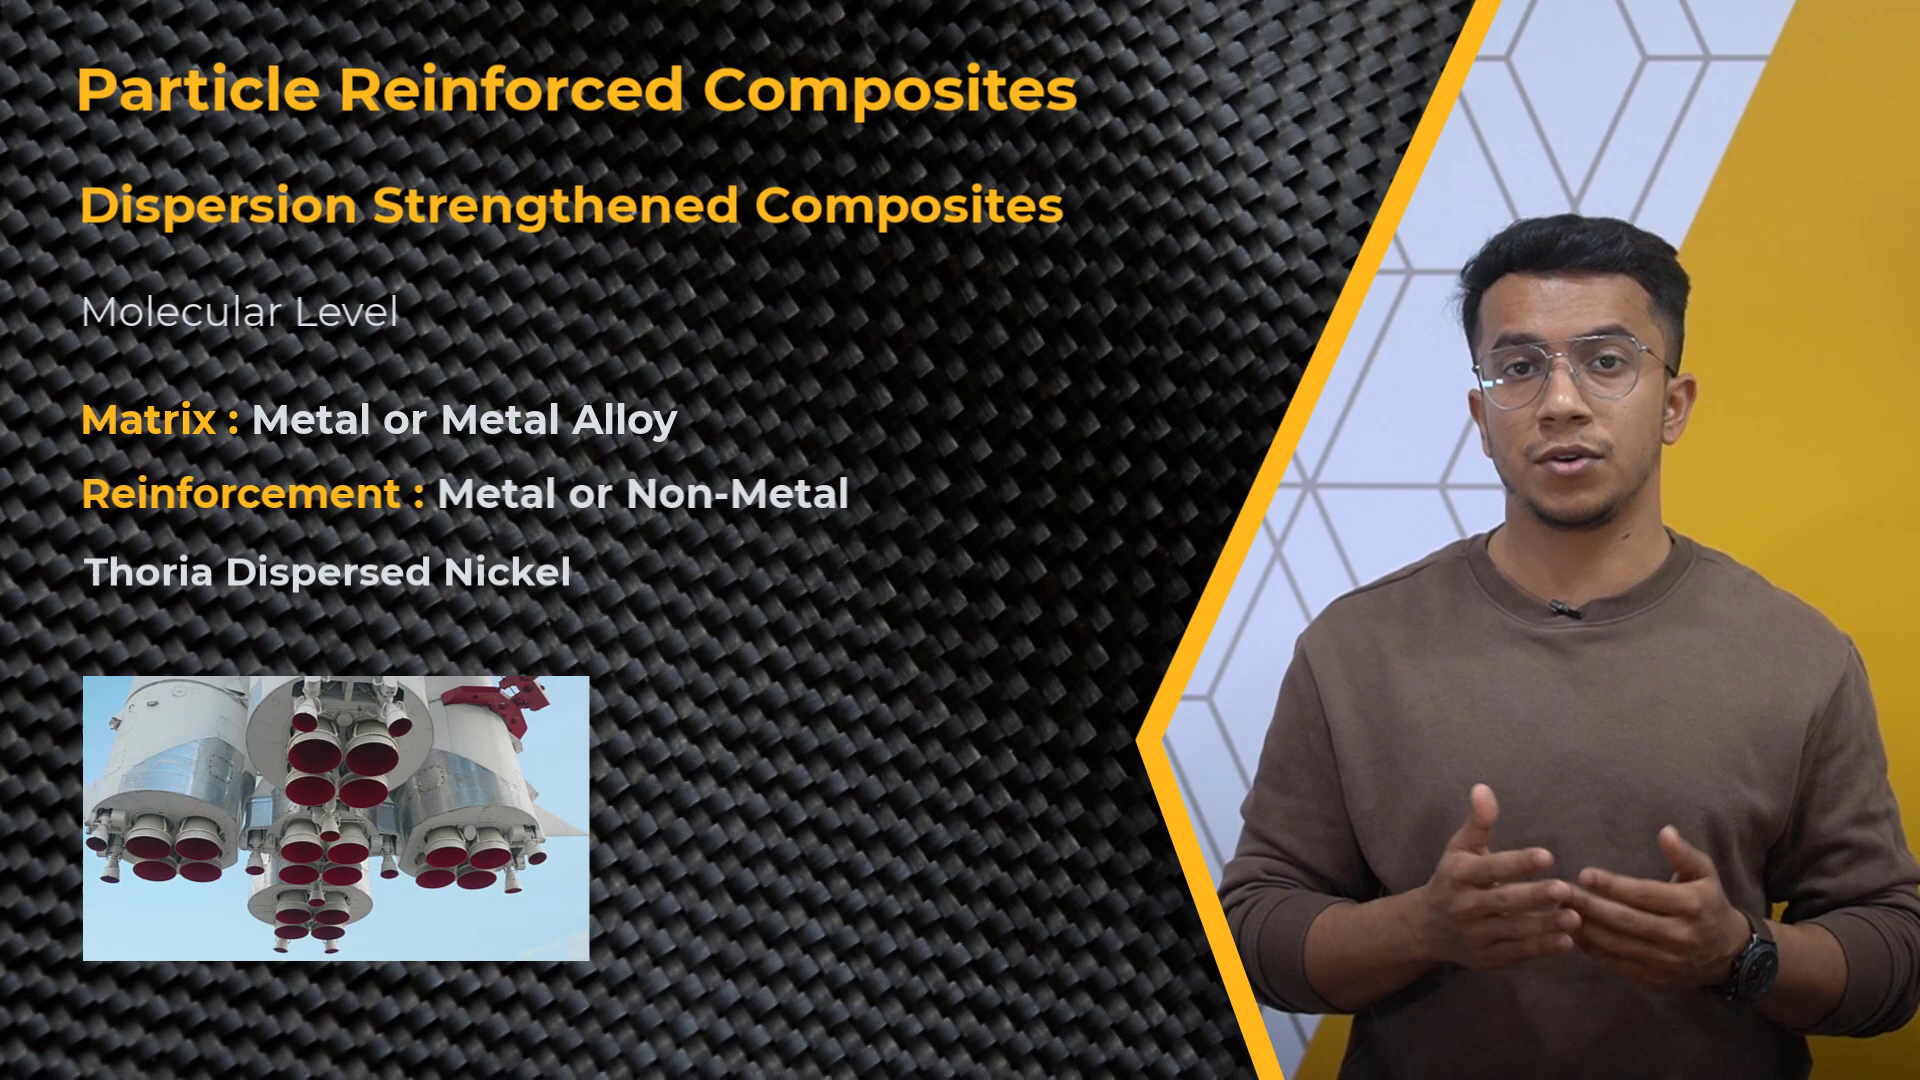 Particle Reinforced Composites
Dispersion Strengthened Composites
Molecular Level
Matrix : Metal or Metal Alloy
Reinforcement : Metal or Non-Metal
Thoria Dispersed Nickel